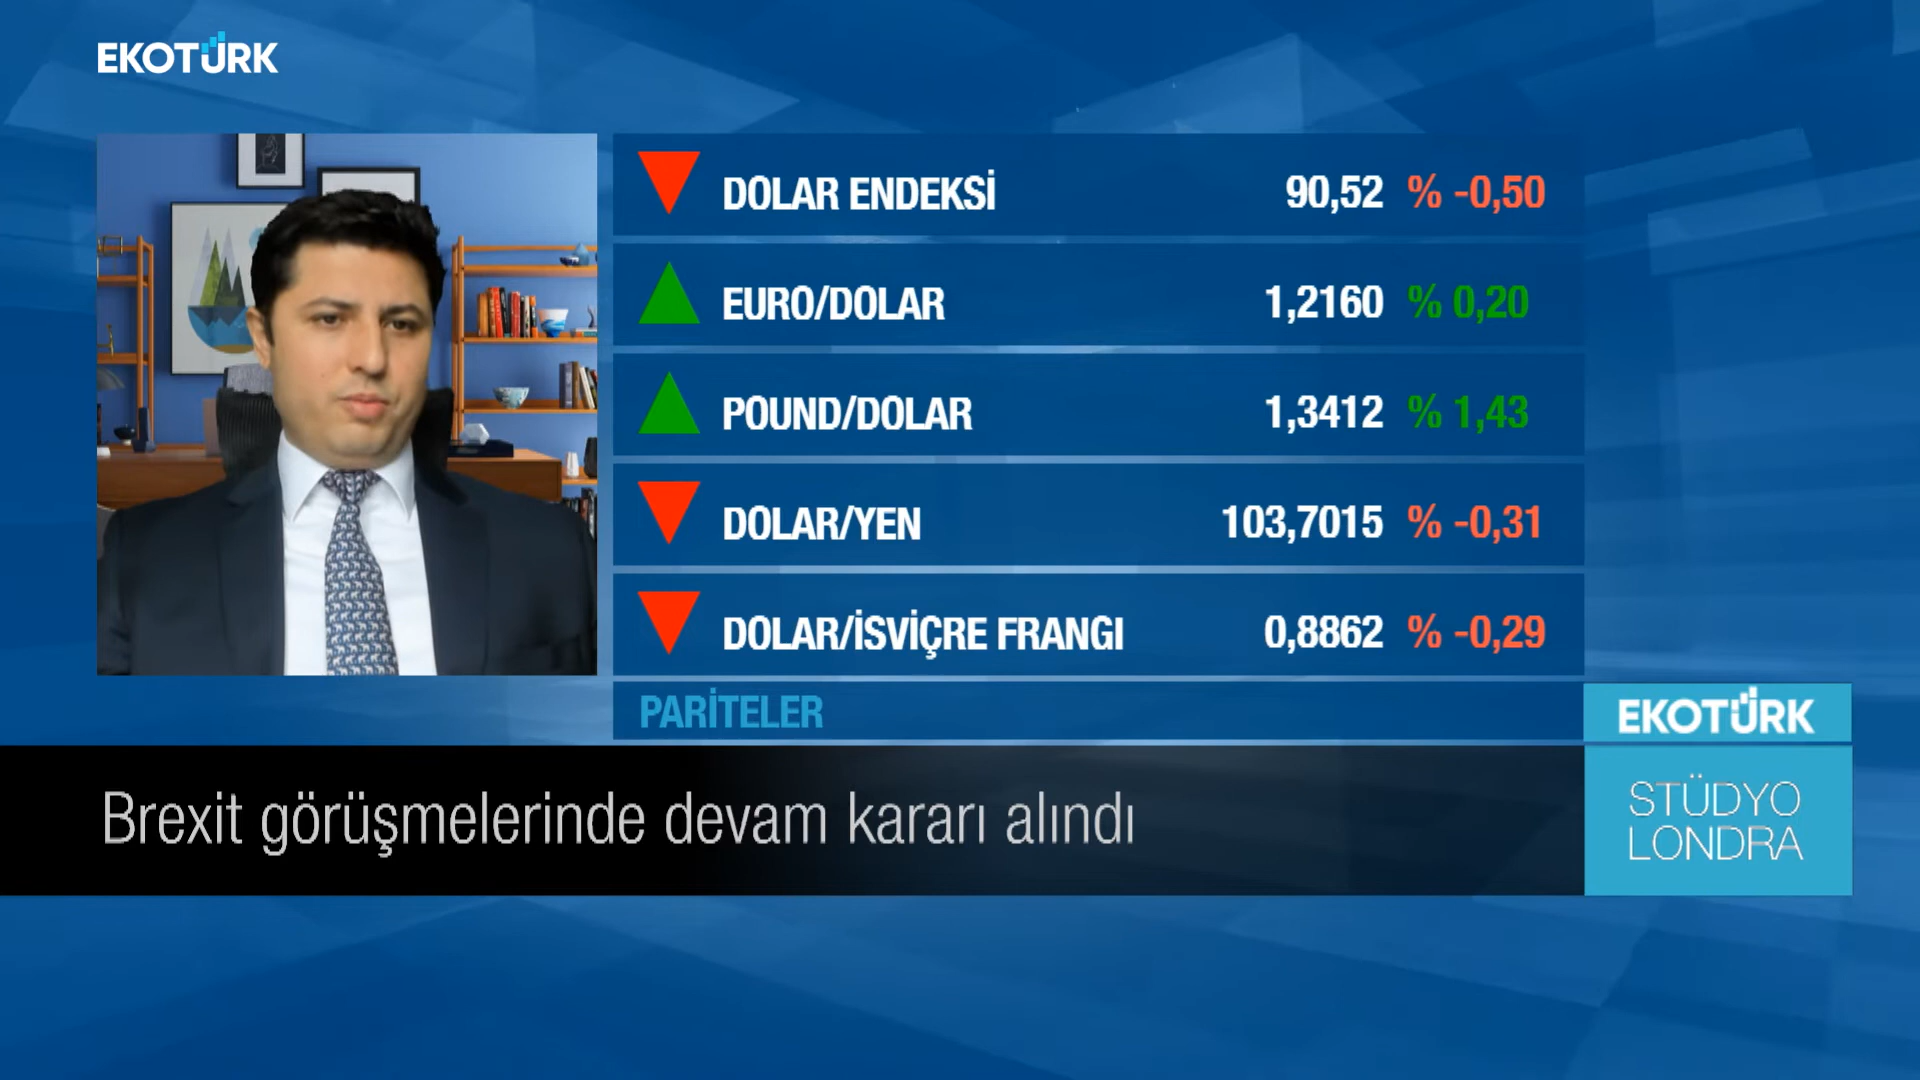 EKOTÜRK
DOLAR ENDEKSİ 90,52 % -0,50
EURO/DOLAR 1,2160 % 0,20
POUND/DOLAR 1,3412 % 1,43
DOLAR/YEN 103,7015 % -0,31
DOLAR/İSVİÇRE FRANGI 0,8862 % -0,29
PARİTELER
EKOTÜRK
Brexit görüşmelerinde devam kararı alındı
STÜDYO
LONDRA